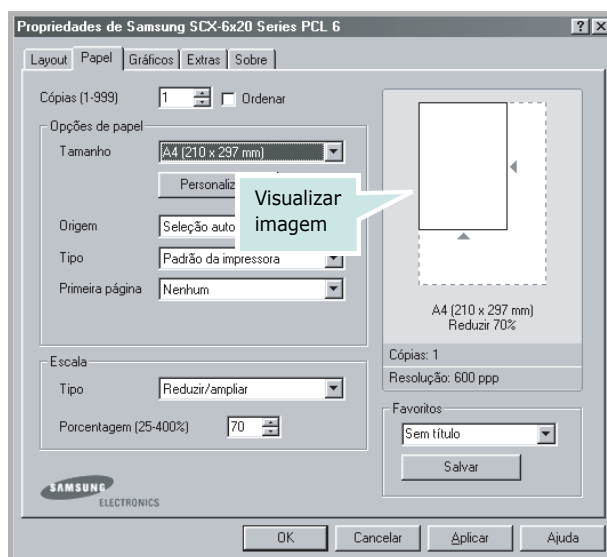 Propriedades de Samsung SCX-6x20 Series PCL 6
Layout Papel Gráficos Extras Sobre
Cópias (1-999) 1 Ordenar
Opções de papel
Tamanho A4 (210 x 297 mm)
Visualizar
imagem
Origem
Tipo Padrão da impressora
Primeira página Nenhum
A4 (210 x 297 mm)
Reduzir 70%
Cópias: 1
Resolução: 600 ppp
Escala
Tipo Reduzir/ampliar
Porcentagem (25-400%) 70
Favoritos
Sem título
Salvar
SAMSUNG
ELECTRONICS
OK Cancelar Aplicar Ajuda